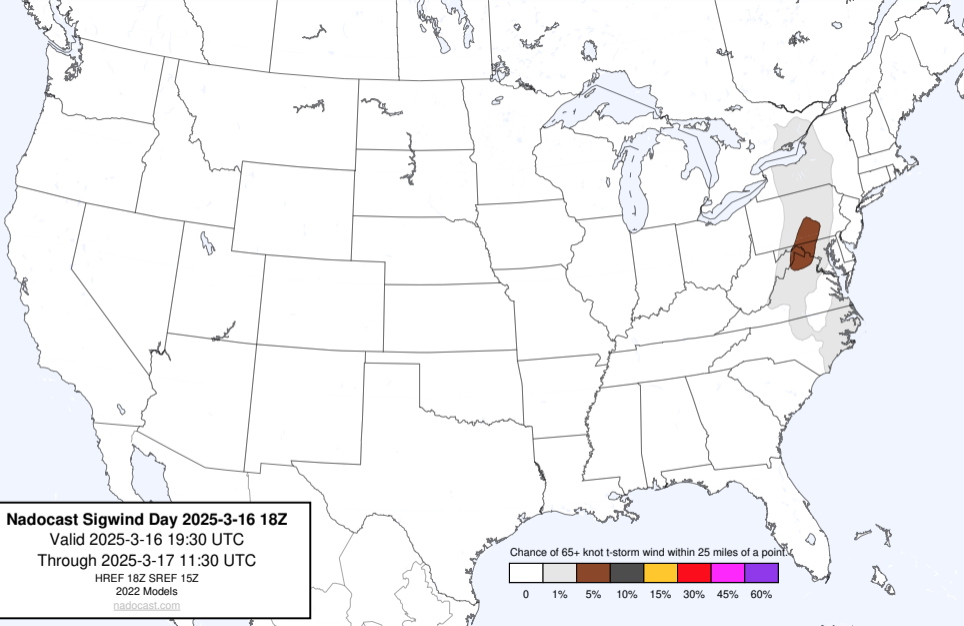 Nadocast Sigwind Day 2025-3-16 18Z
Valid 2025-3-16 19:30 UTC
Through 2025-3-17 11:30 UTC
HREF 18Z SREF 15Z
2022 Models
nadocast.com
Chance of 65+ knot t-storm wind within 25 miles of a point.
0 1% 5% 10% 15% 30% 45% 60%